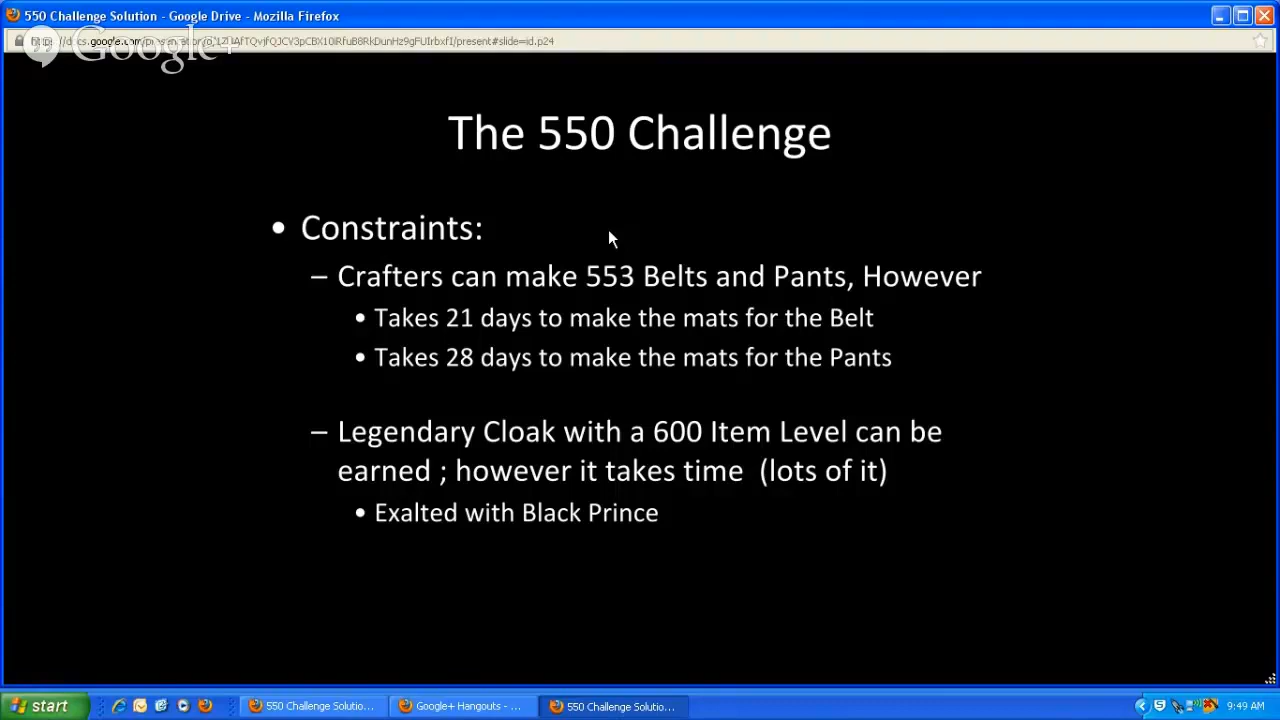 550 Challenge Solution - Google Drive - Mozilla Firefox
Google+
The 550 Challenge
• Constraints:
– Crafters can make 553 Belts and Pants, However
• Takes 21 days to make the mats for the Belt
• Takes 28 days to make the mats for the Pants
– Legendary Cloak with a 600 Item Level can be
earned ; however it takes time (lots of it)
• Exalted with Black Prince
start
550 Challenge Solutio...
Google+ Hangouts - ...
550 Challenge Solutio...
9:49 AM